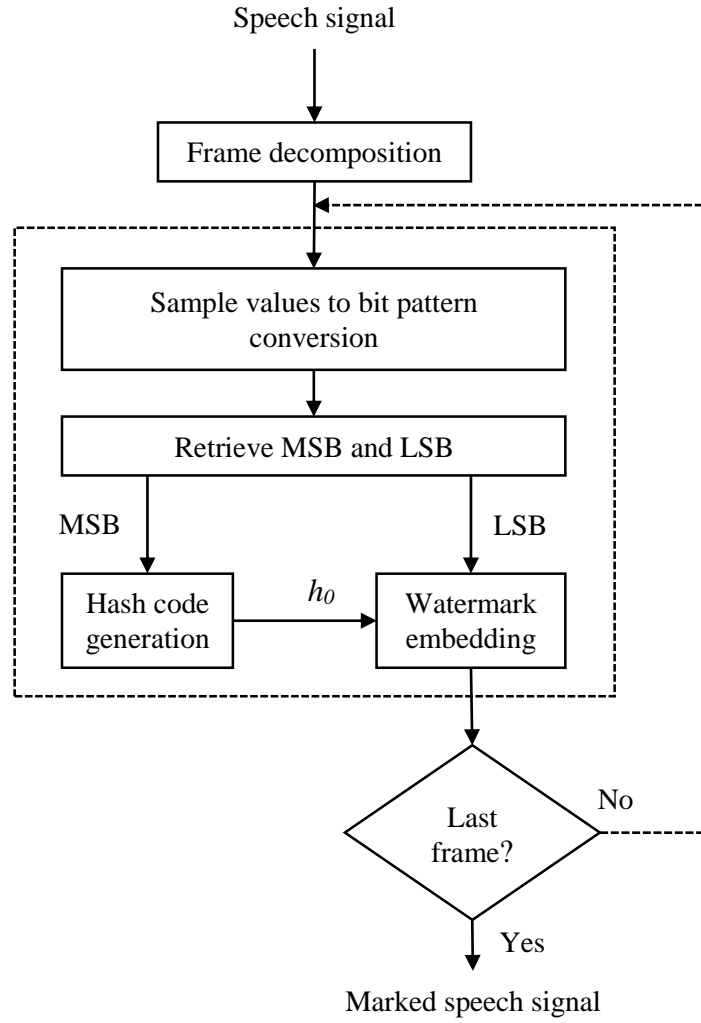 Speech signal
Frame decomposition
Sample values to bit pattern
conversion
Retrieve MSB and LSB
MSB
LSB
Hash code
generation
h0
Watermark
embedding
Last
frame?
No
Yes
Marked speech signal